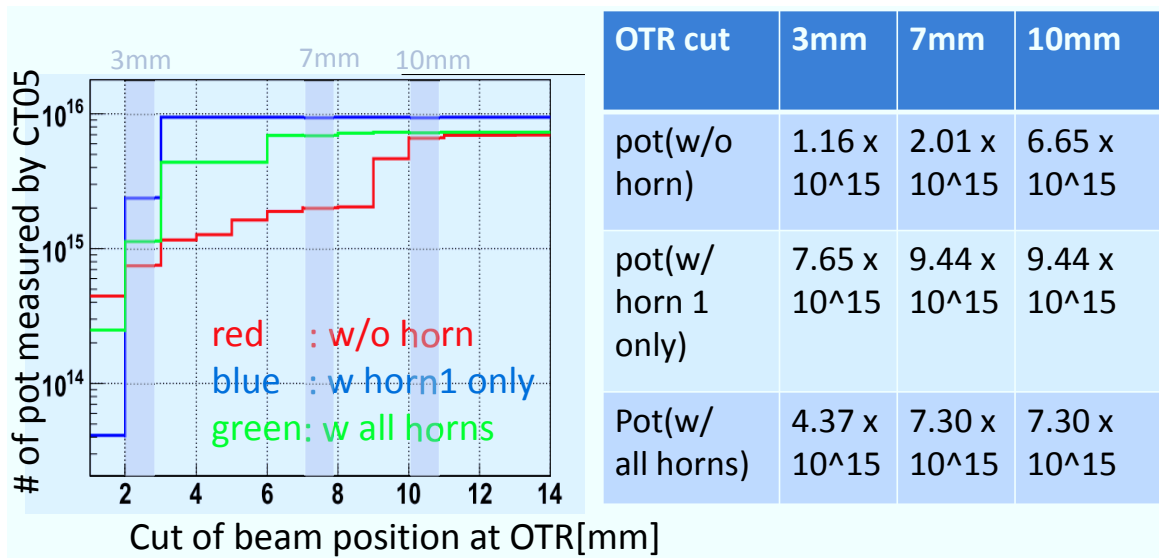 3mm 7mm 10mm
# of pot measured by CT05
10^16
10^15
10^14
red : w/o horn
blue : w horn1 only
green: w all horns
2 4 6 8 10 12 14
Cut of beam position at OTR[mm]
OTR cut 3mm 7mm 10mm
pot(w/o 1.16 x 2.01 x 6.65 x
horn) 10^15 10^15 10^15
pot(w/ 7.65 x 9.44 x 9.44 x
horn 1 10^15 10^15 10^15
only)
Pot(w/ 4.37 x 7.30 x 7.30 x
all horns) 10^15 10^15 10^15